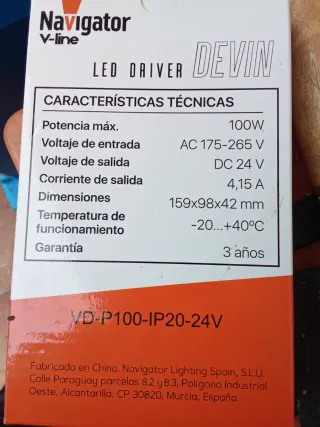 Navigator
V-line
LED DRIVER DEVIN
CARACTERÍSTICAS TÉCNICAS
Potencia máx. 100W
Voltaje de entrada AC 175-265 V
Voltaje de salida DC 24 V
Corriente de salida 4,15 A
Dimensiones 159x98x42 mm
Temperatura de
funcionamiento -20...+40ºC
Garantía 3 años
VD-P100-IP20-24V
Fabricado en China. Navigator Lighting Spain, S.L.U.
Calle Paraguay parcelas 8.2 y 8.3, Polígono Industrial
Oeste, Alcantarilla, CP 30820, Murcia, España.